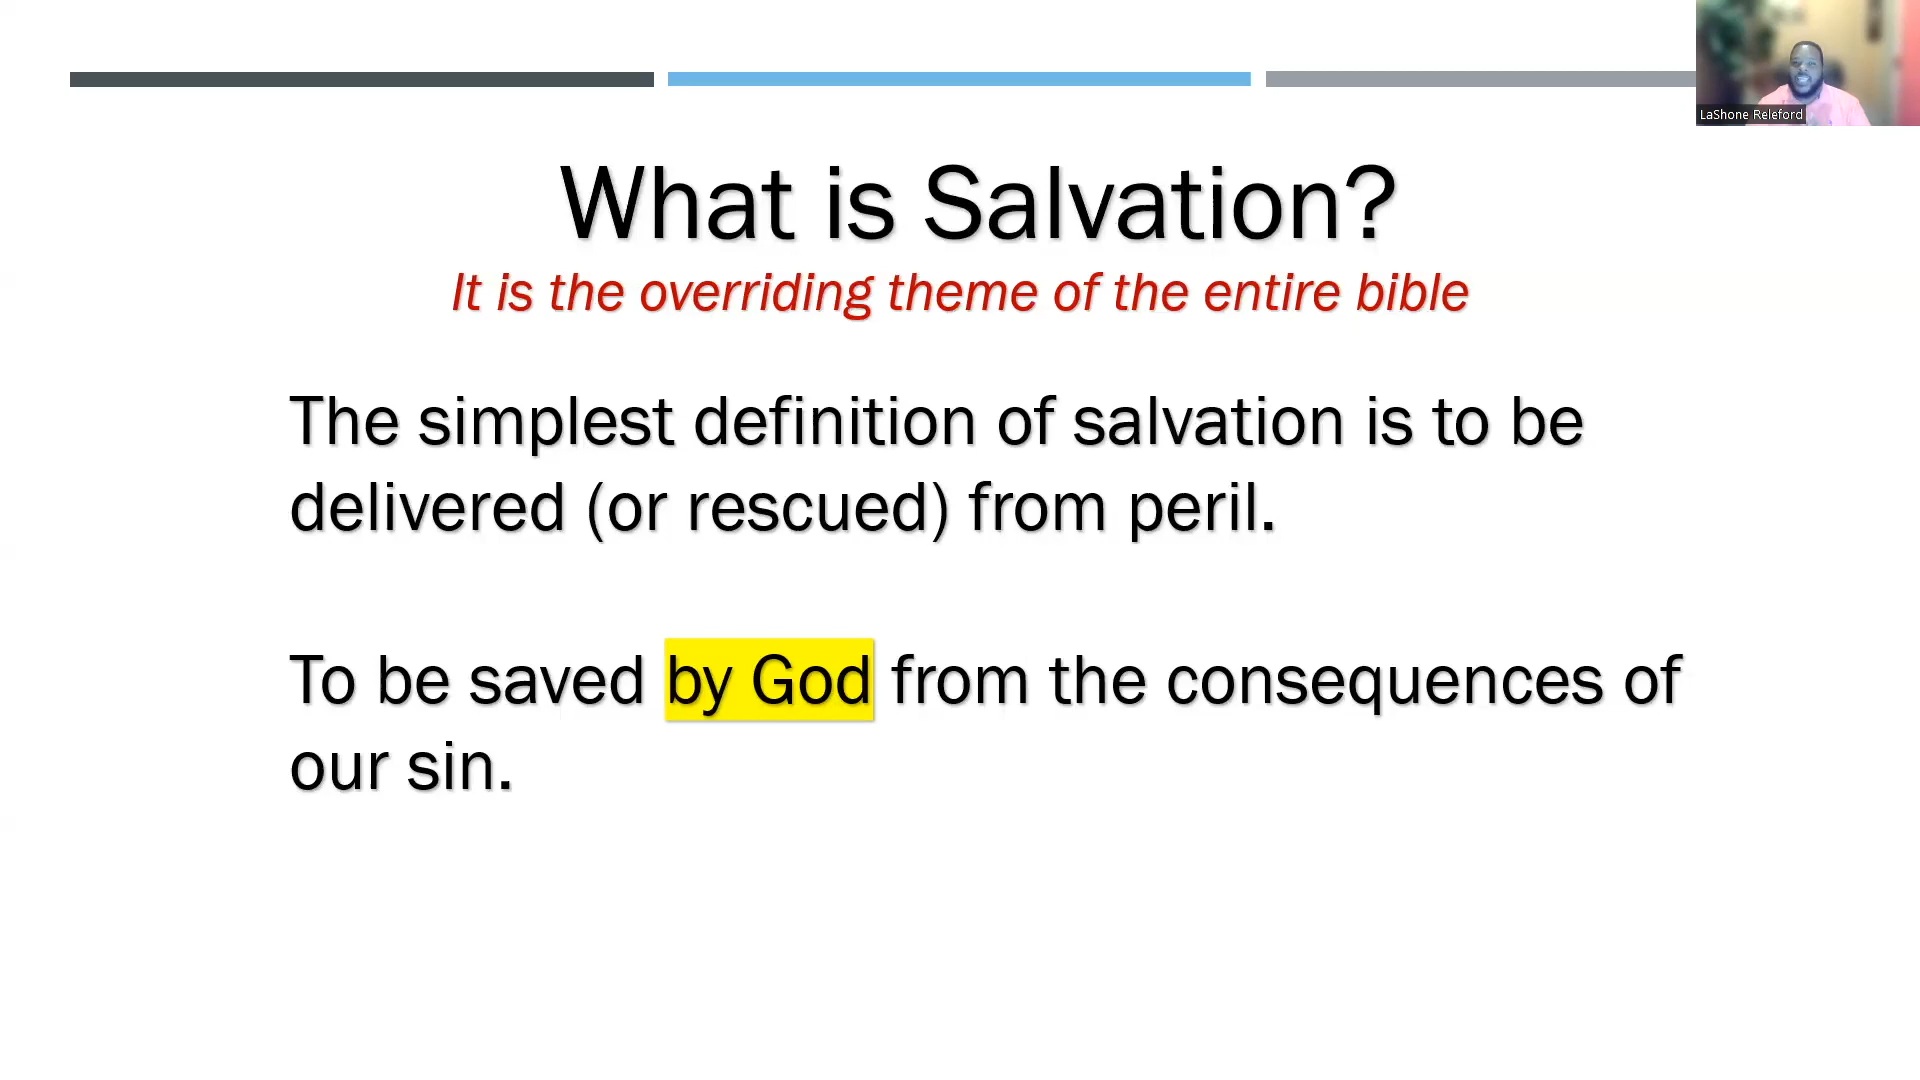 LaShone Releford
What is Salvation?
It is the overriding theme of the entire bible
The simplest definition of salvation is to be
delivered (or rescued) from peril.
To be saved by God from the consequences of
our sin.